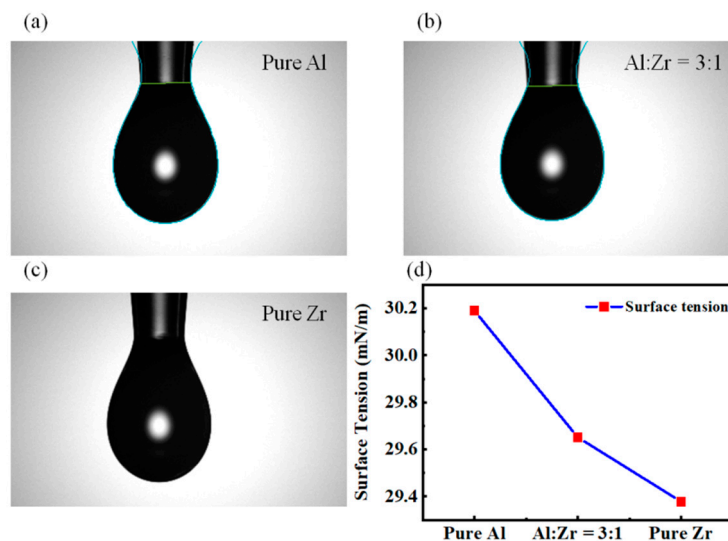 (a)
Pure Al
(b)
Al:Zr = 3:1
(c)
Pure Zr
(d)
Surface tension
Surface Tension (mN/m)
30.2
30.0
29.8
29.6
29.4
Pure Al
Al:Zr = 3:1
Pure Zr